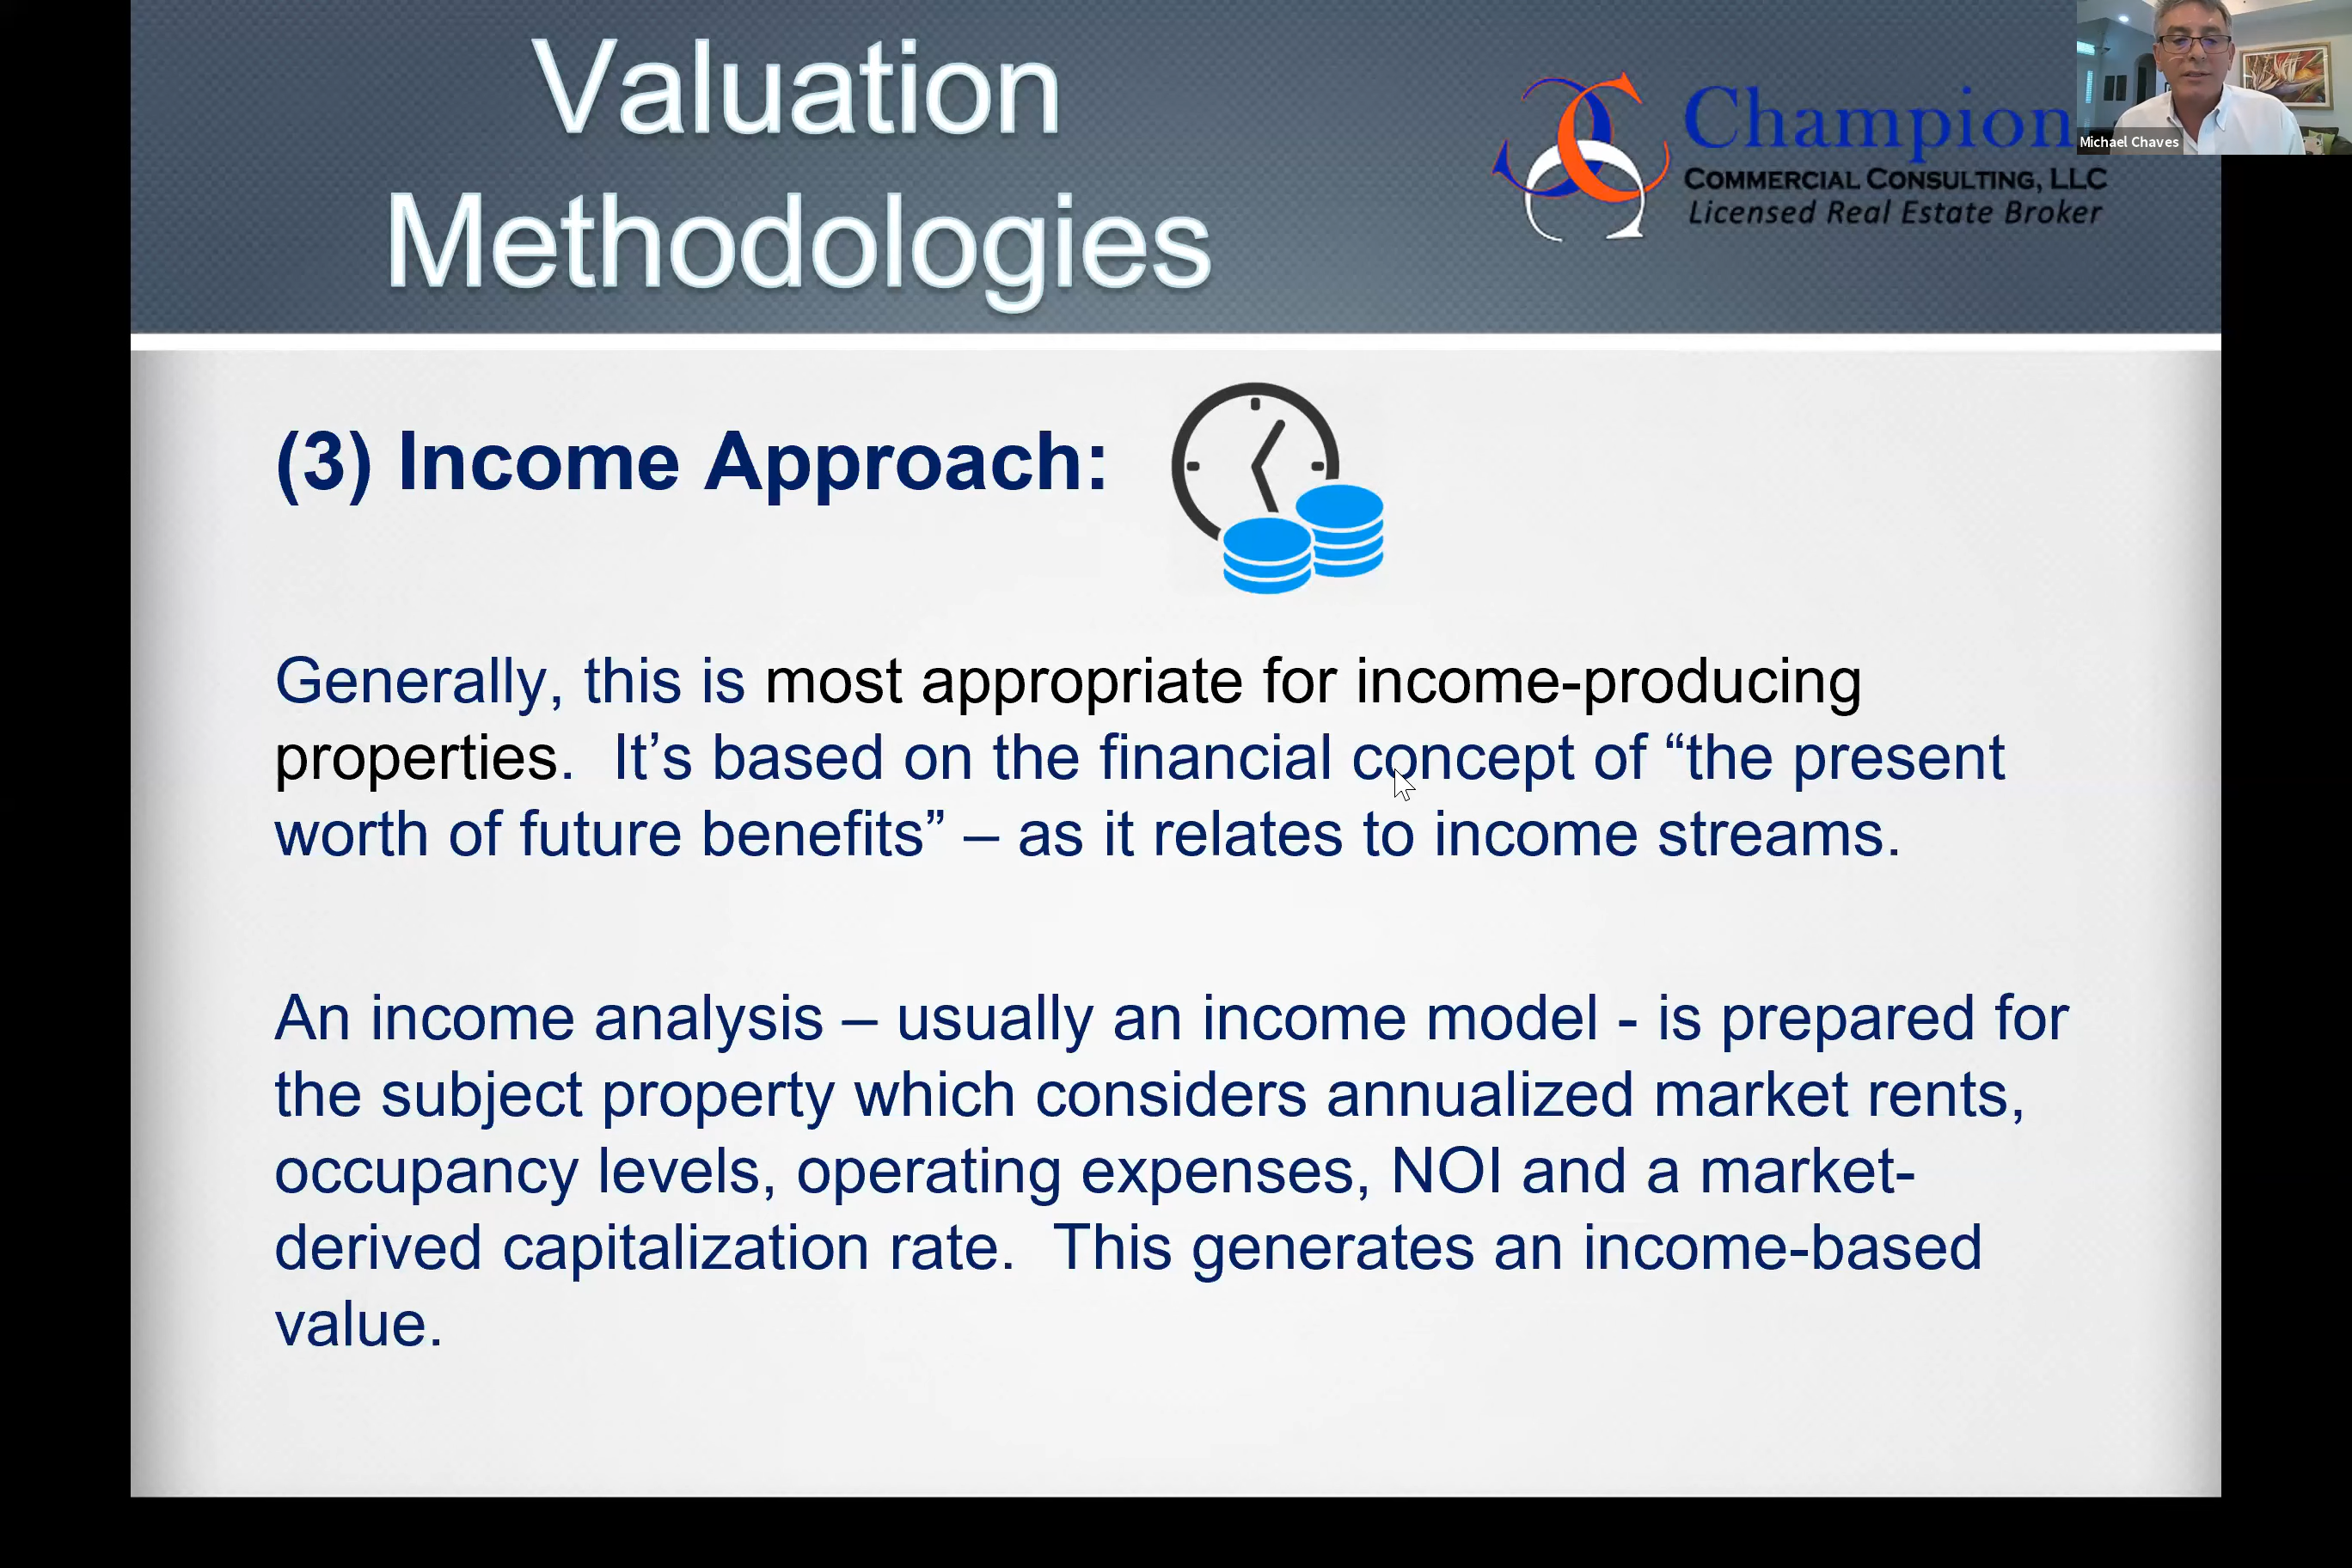 Valuation
Methodologies
Champion
COMMERCIAL CONSULTING, LLC
Licensed Real Estate Broker
Michael Chaves
(3) Income Approach:
Generally, this is most appropriate for income-producing
properties.  It’s based on the financial concept of “the present
worth of future benefits” – as it relates to income streams.
An income analysis – usually an income model - is prepared for
the subject property which considers annualized market rents,
occupancy levels, operating expenses, NOI and a market-
derived capitalization rate.  This generates an income-based
value.